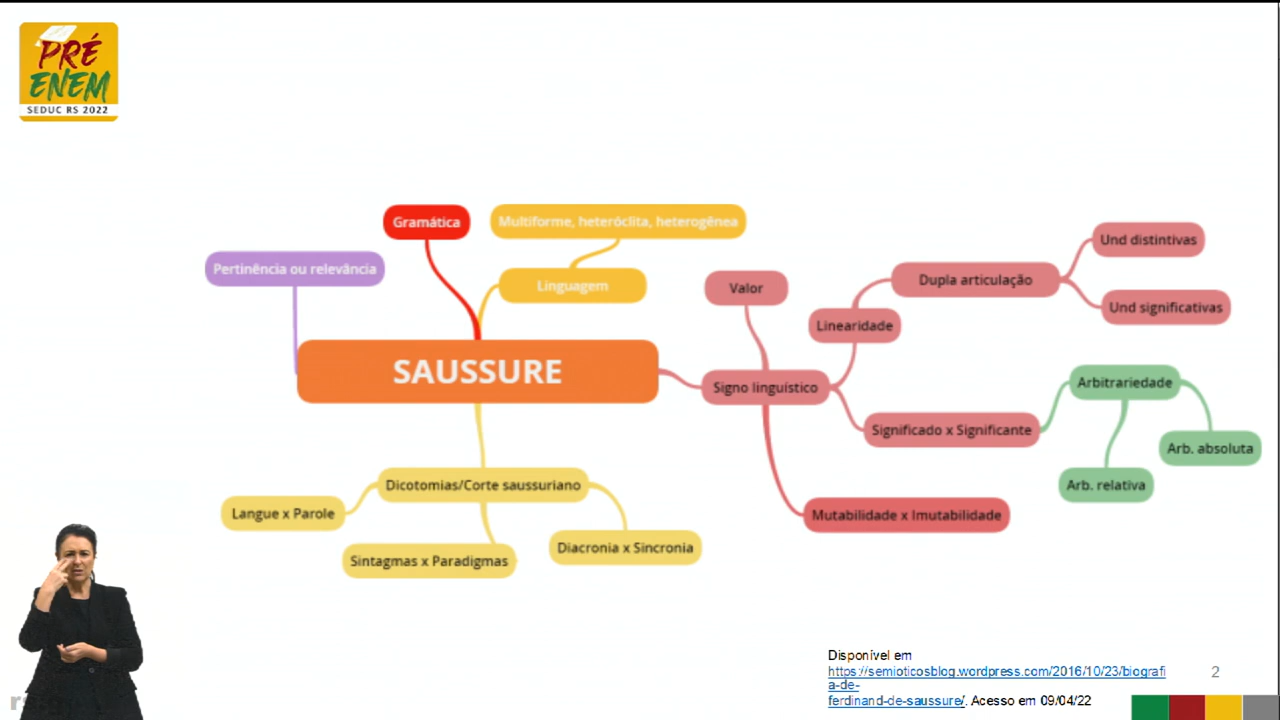 PRÉ
ENEM
SEDUC RS 2022
Gramática
Multiforme, heteróclita, heterogênea
Pertinência ou relevância
Linguagem
Valor
Linearidade
Dupla articulação
Und distintivas
Und significativas
SAUSSURE
Signo linguístico
Significado x Significante
Arbitrariedade
Arb. absoluta
Arb. relativa
Mutabilidade x Imutabilidade
Dicotomias/Corte saussuriano
Langue x Parole
Sintagmas x Paradigmas
Diacronia x Sincronia
Disponível em
https://semioticosblog.wordpress.com/2016/10/23/biografi
a-de-
ferdinand-de-saussure/. Acesso em 09/04/22
2